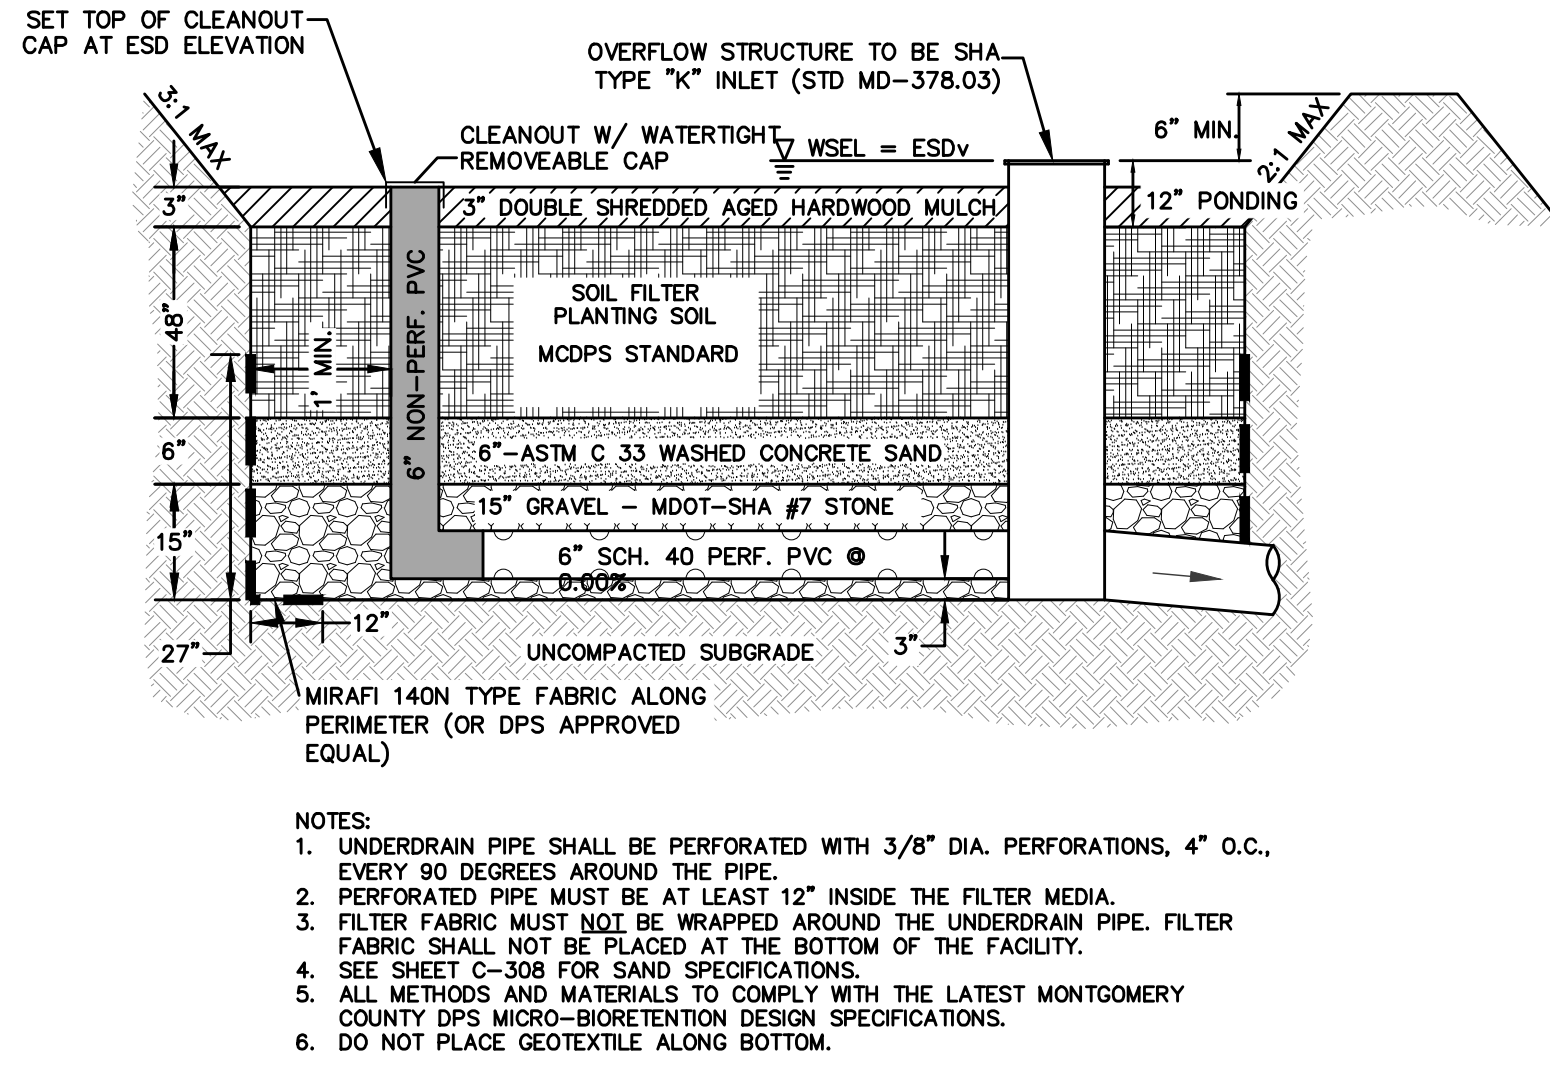 SET TOP OF CLEANOUT
CAP AT ESD ELEVATION
OVERFLOW STRUCTURE TO BE SHA
TYPE "K" INLET (STD MD-378.03)
3:1 MAX
CLEANOUT W/ WATERTIGHT
REMOVEABLE CAP
WSEL = ESDv
6" MIN.
2:1 MAX
3"
3" DOUBLE SHREDDED AGED HARDWOOD MULCH
12" PONDING
48"
1' MIN.
6" NON-PERF. PVC
SOIL FILTER
PLANTING SOIL
MCDPS STANDARD
6"
6"-ASTM C 33 WASHED CONCRETE SAND
15"
15" GRAVEL - MDOT-SHA #7 STONE
6" SCH. 40 PERF. PVC @
0.00%
12"
27"
3"
UNCOMPACTED SUBGRADE
MIRAFI 140N TYPE FABRIC ALONG
PERIMETER (OR DPS APPROVED
EQUAL)
NOTES:
1. UNDERDRAIN PIPE SHALL BE PERFORATED WITH 3/8" DIA. PERFORATIONS, 4" O.C.,
EVERY 90 DEGREES AROUND THE PIPE.
2. PERFORATED PIPE MUST BE AT LEAST 12" INSIDE THE FILTER MEDIA.
3. FILTER FABRIC MUST NOT BE WRAPPED AROUND THE UNDERDRAIN PIPE. FILTER
FABRIC SHALL NOT BE PLACED AT THE BOTTOM OF THE FACILITY.
4. SEE SHEET C-308 FOR SAND SPECIFICATIONS.
5. ALL METHODS AND MATERIALS TO COMPLY WITH THE LATEST MONTGOMERY
COUNTY DPS MICRO-BIORETENTION DESIGN SPECIFICATIONS.
6. DO NOT PLACE GEOTEXTILE ALONG BOTTOM.